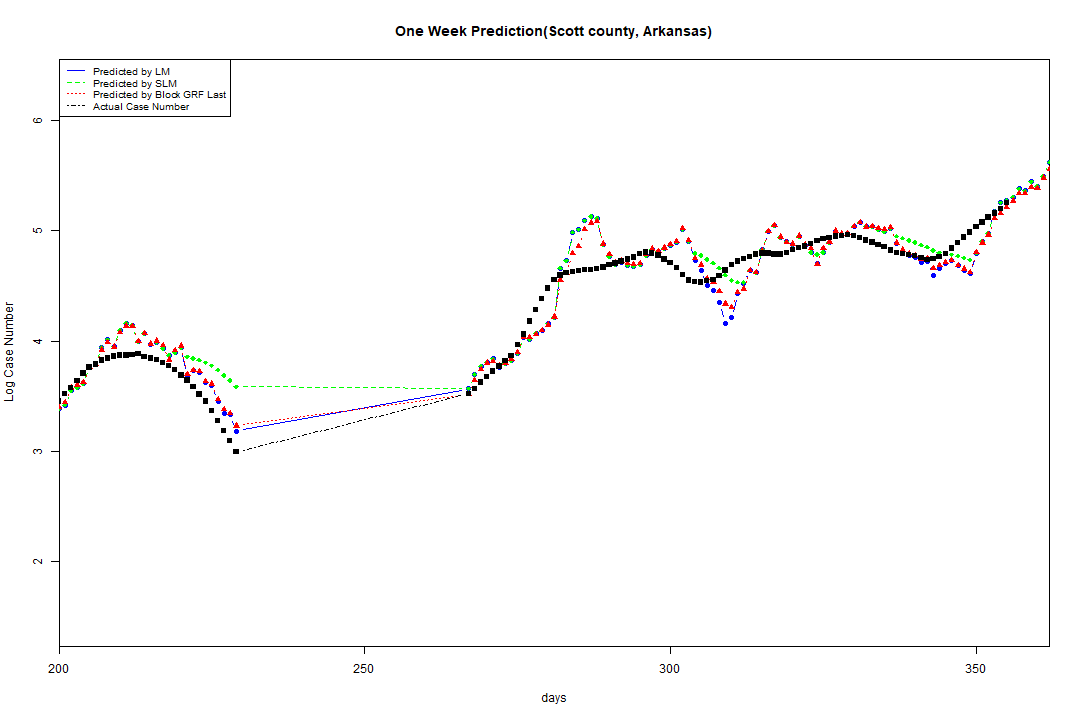 One Week Prediction(Scott county, Arkansas)
Predicted by LM
Predicted by SLM
Predicted by Block GRF Last
Actual Case Number
Log Case Number
6
5
4
3
2
200
250
300
350
days